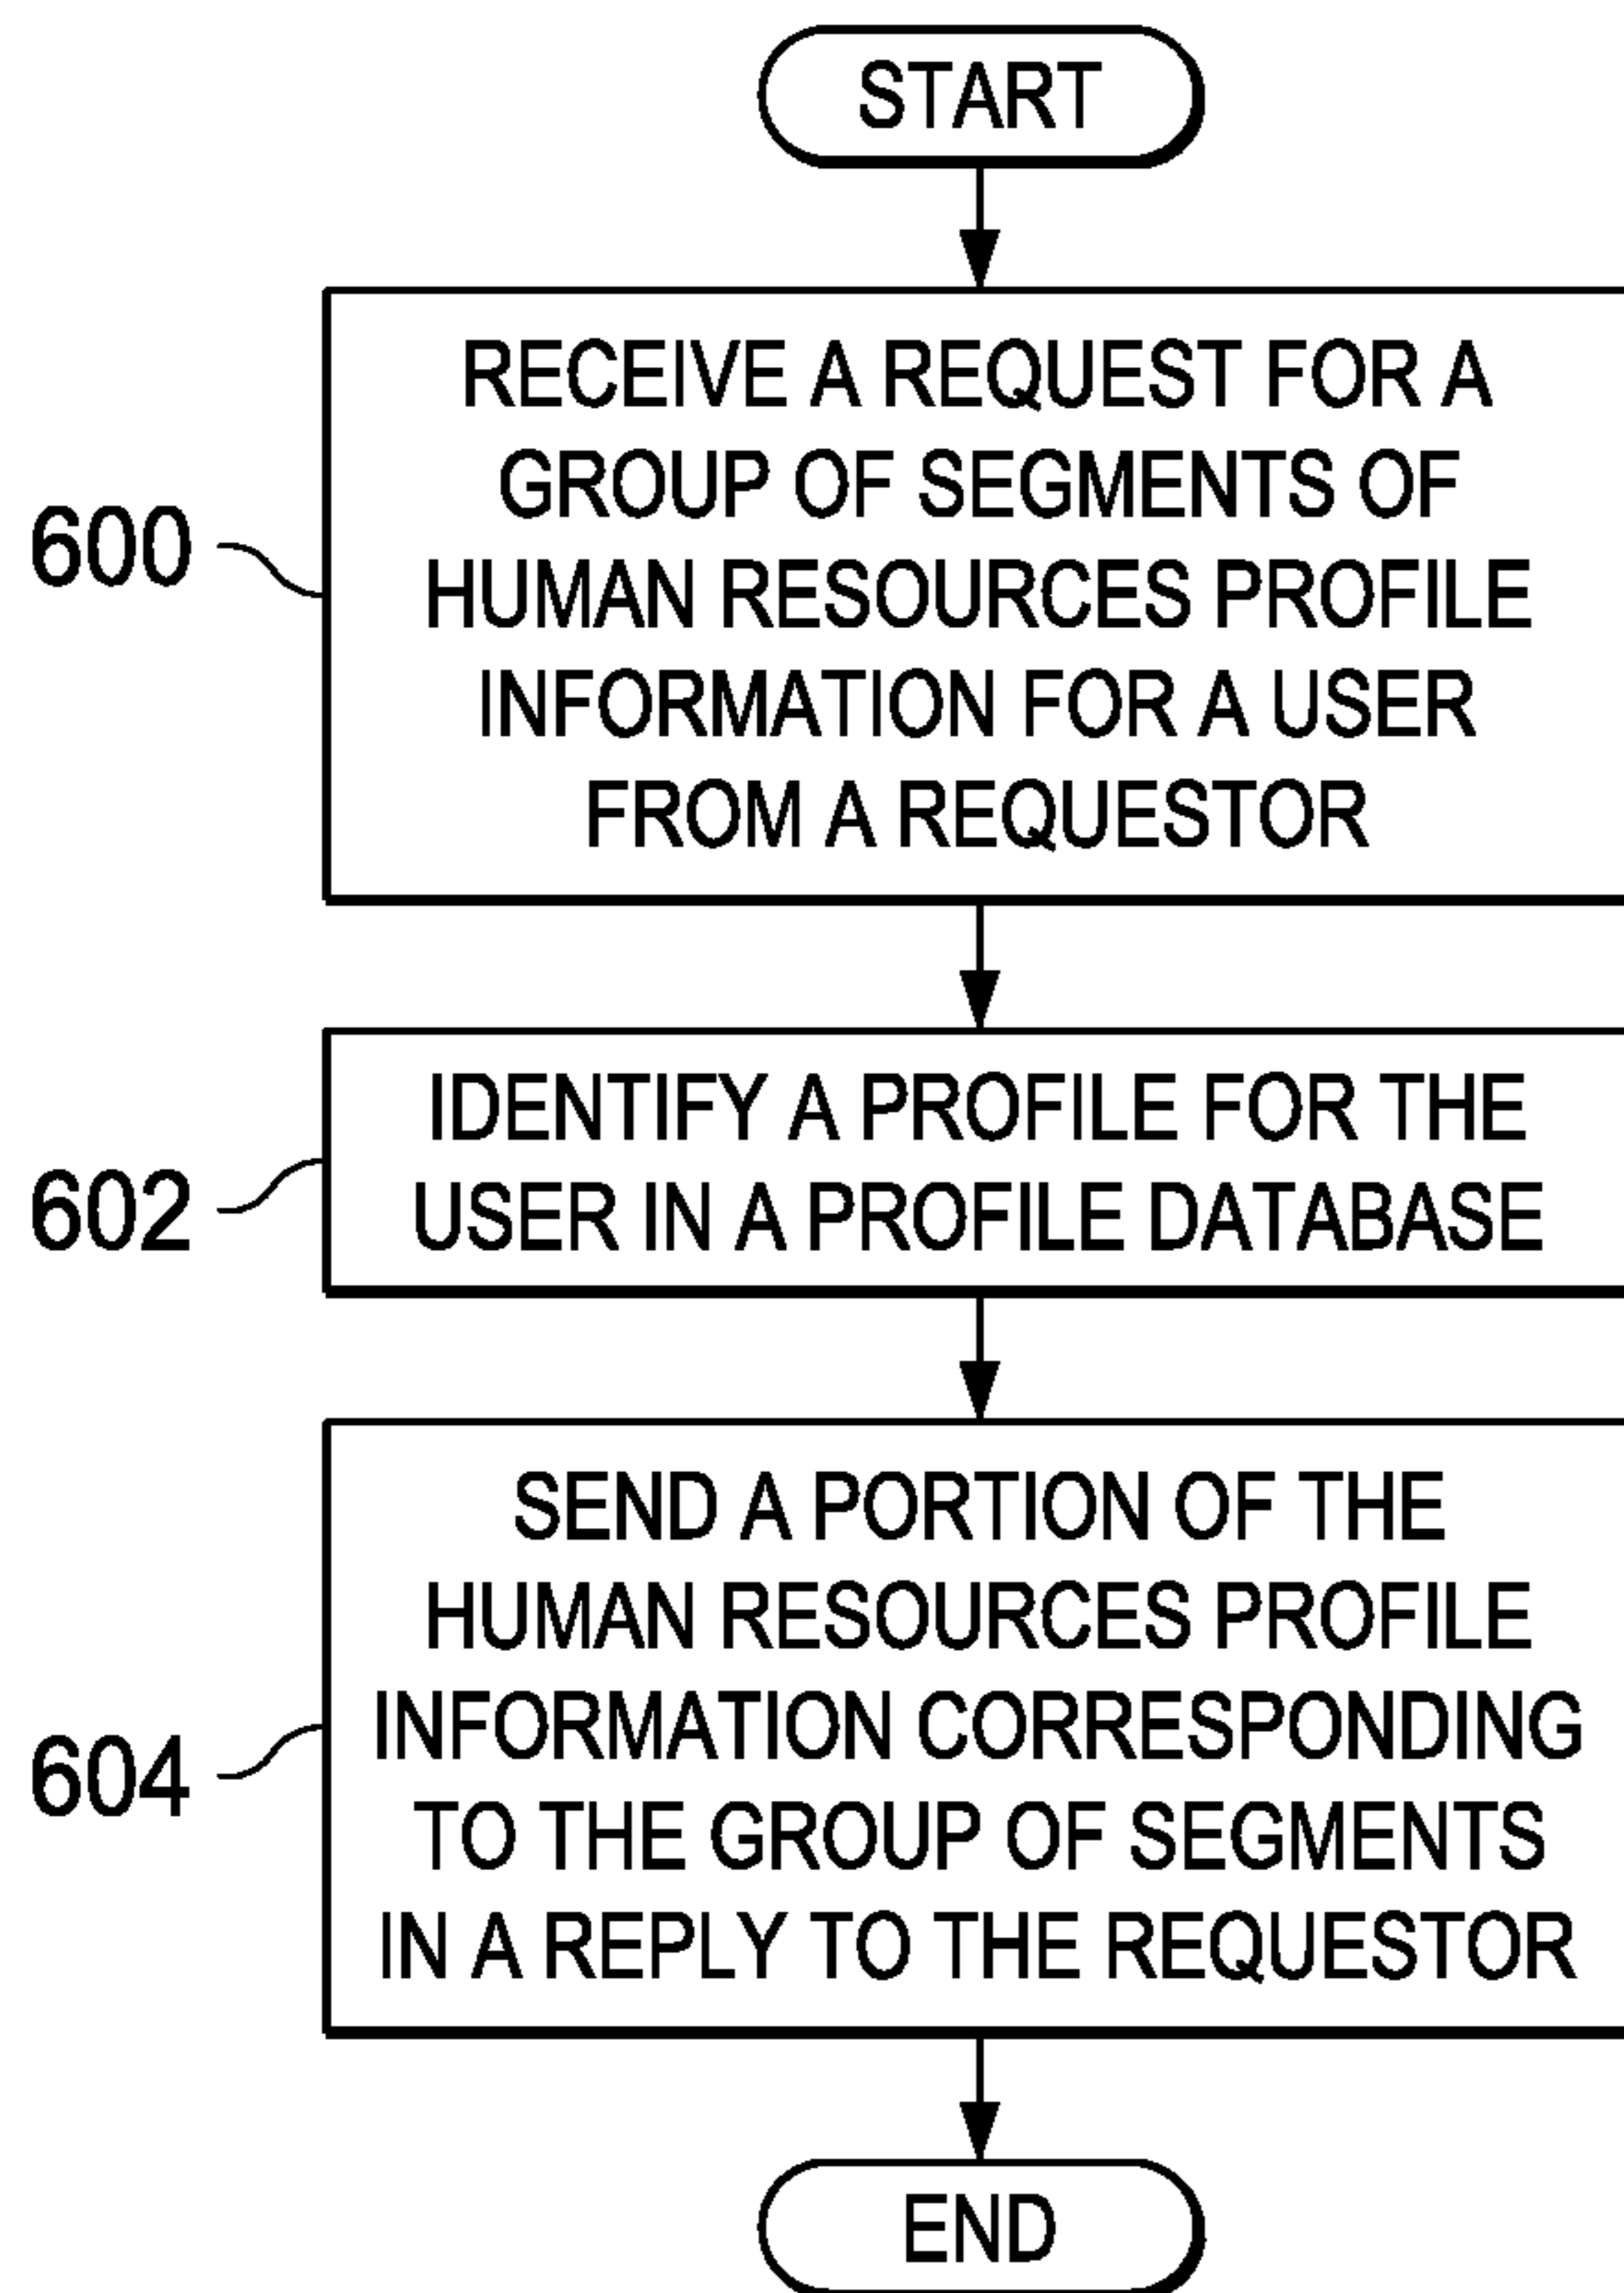 START
RECEIVE A REQUEST FOR A
GROUP OF SEGMENTS OF
HUMAN RESOURCES PROFILE
INFORMATION FOR A USER
FROM A REQUESTOR
600
IDENTIFY A PROFILE FOR THE
USER IN A PROFILE DATABASE
602
SEND A PORTION OF THE
HUMAN RESOURCES PROFILE
INFORMATION CORRESPONDING
TO THE GROUP OF SEGMENTS
IN A REPLY TO THE REQUESTOR
604
END